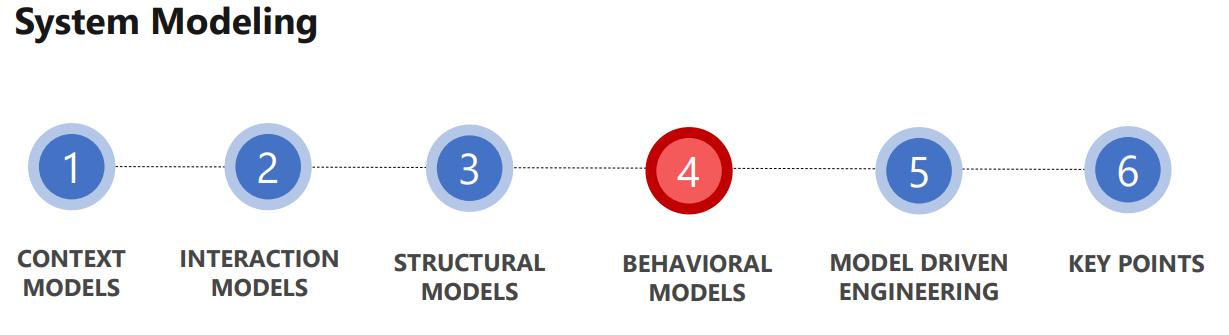 System Modeling
1
2
3
4
5
6
CONTEXT
MODELS
INTERACTION
MODELS
STRUCTURAL
MODELS
BEHAVIORAL
MODELS
MODEL DRIVEN
ENGINEERING
KEY POINTS